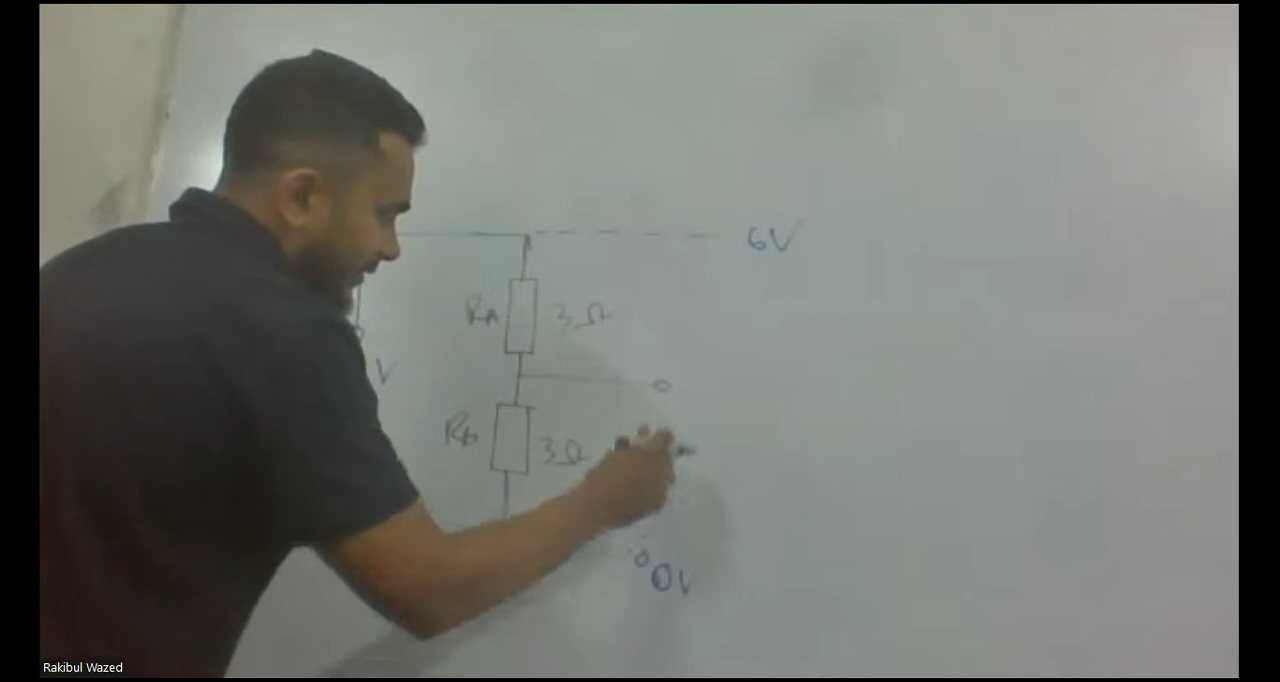 6V
RA 3Ω
V
RB 3Ω
0V
Rakibul Wazed